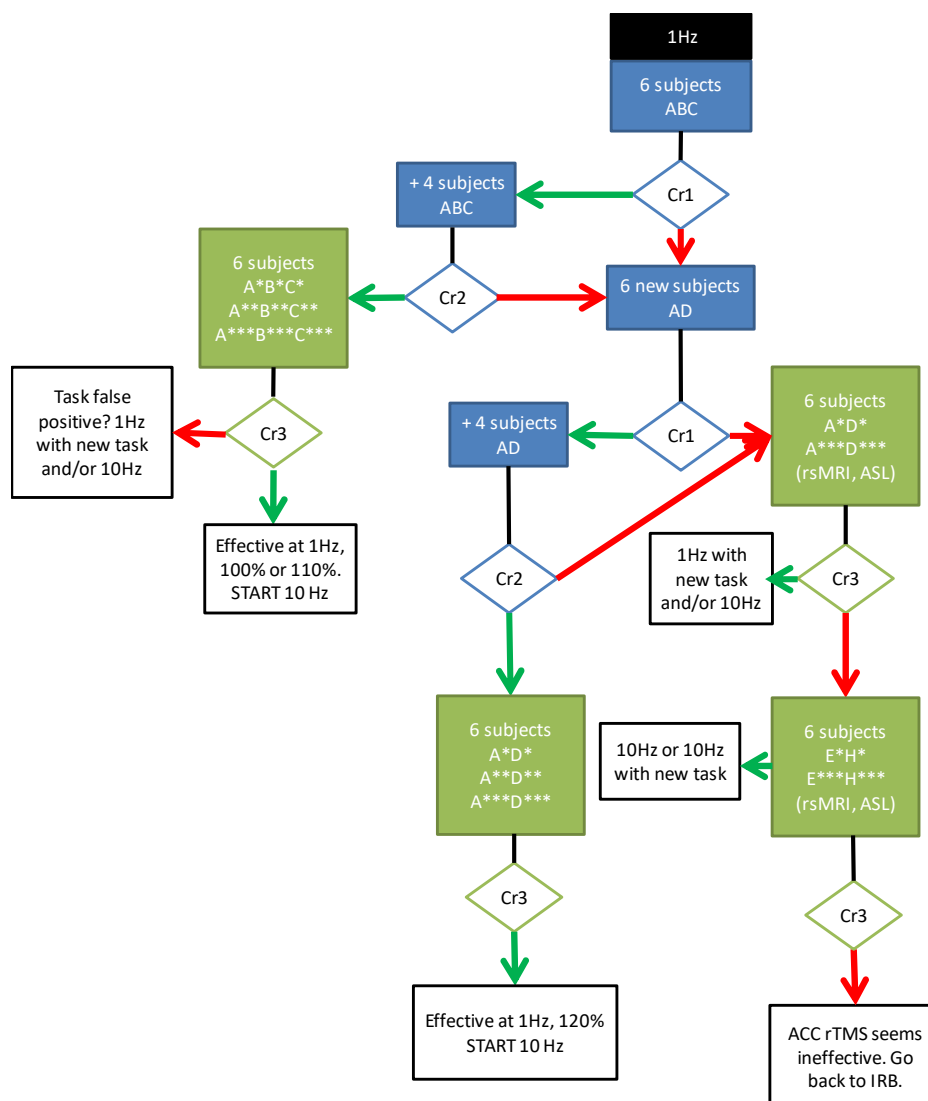 1Hz
6 subjects
ABC
Cr1
+ 4 subjects
ABC
Cr2
6 subjects
A*B*C*
A**B**C**
A***B***C***
6 new subjects
AD
Cr3
Task false
positive? 1Hz
with new task
and/or 10Hz
Effective at 1Hz,
100% or 110%.
START 10 Hz
Cr1
+ 4 subjects
AD
Cr2
6 subjects
A*D*
A***D***
(rsMRI, ASL)
Cr3
1Hz with
new task
and/or 10Hz
6 subjects
A*D*
A**D**
A***D***
Cr3
Effective at 1Hz, 120%
START 10 Hz
6 subjects
E*H*
E***H***
(rsMRI, ASL)
10Hz or 10Hz
with new task
Cr3
ACC rTMS seems
ineffective. Go
back to IRB.